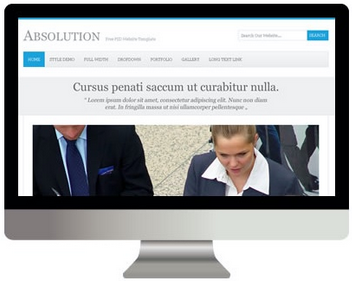 ABSOLUTION Free PSD Website Template
Search Our Website... SEARCH
HOME STYLE DEMO FULL WIDTH DROPDOWN PORTFOLIO GALLERY LONG TEXT LINE
Cursus penati saccum ut curabitur nulla.
“ Lorem ipsum dolor sit amet, consectetur adipiscing elit. Nunc non diam
erat. In fringilla massa ut nisi ullamcorper pellentesque „